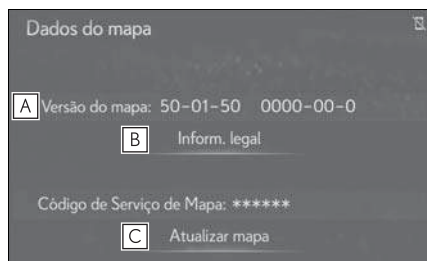 Dados do mapa
A Versão do mapa: 50-01-50 0000-00-0
B Inform. legal
Código de Serviço de Mapa: ******
C Atualizar mapa